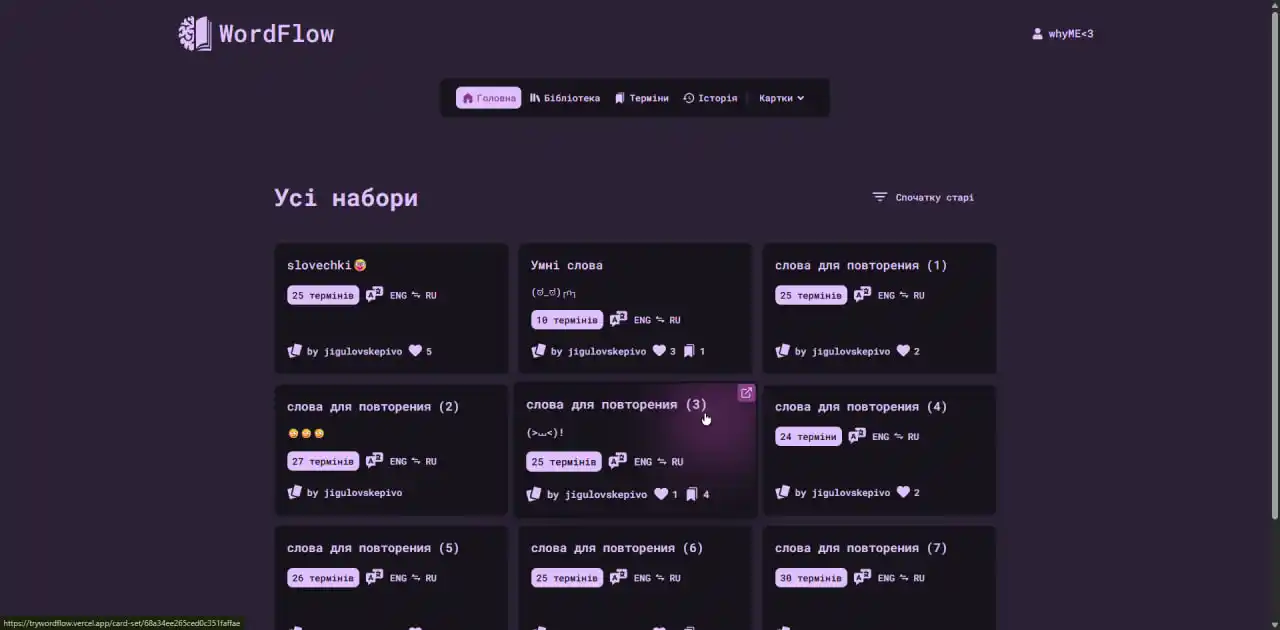 WordFlow
whyME<3
Головна Бібліотека Терміни Історія Картки
Усі набори
Спочатку старі
slovechki🤪
25 термінів ENG ⇆ RU
by jigulovskepivo 5
Умні слова
10 термінів ENG ⇆ RU
by jigulovskepivo 3 1
слова для повторения (1)
25 термінів ENG ⇆ RU
by jigulovskepivo 2
слова для повторения (2)
27 термінів ENG ⇆ RU
by jigulovskepivo
слова для повторения (3)
25 термінів ENG ⇆ RU
by jigulovskepivo 1 4
слова для повторения (4)
24 терміни ENG ⇆ RU
by jigulovskepivo 2
слова для повторения (5)
26 термінів ENG ⇆ RU
слова для повторения (6)
25 термінів ENG ⇆ RU
слова для повторения (7)
30 термінів ENG ⇆ RU
https://trywordflow.vercel.app/card-set/68a34ee265ced0c351faffae